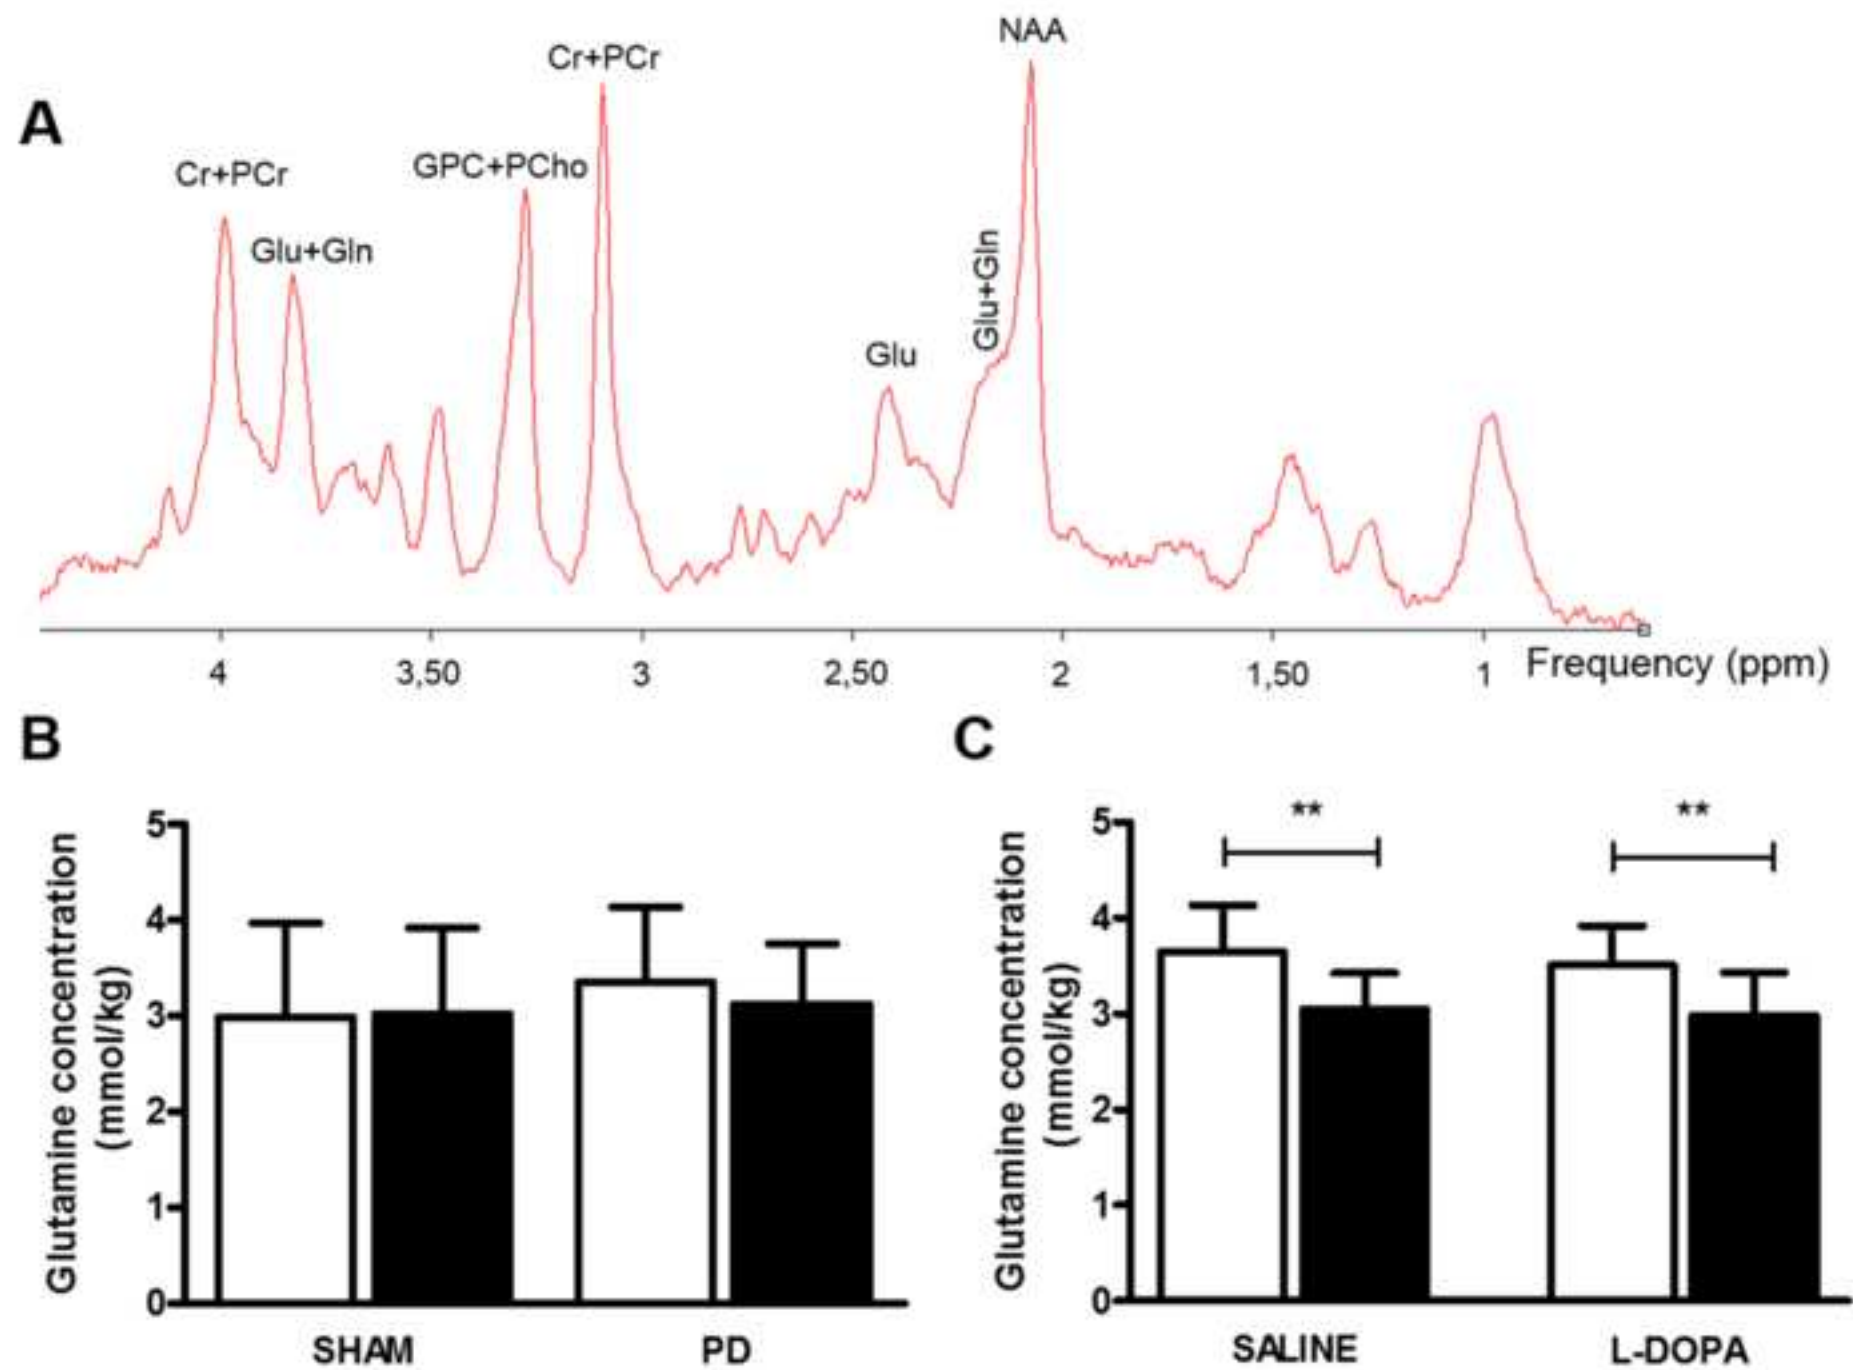 A
Cr+PCr
Glu+Gln
GPC+PCho
Cr+PCr
Glu
Glu+Gln
NAA
4
3,50
3
2,50
2
1,50
1
Frequency (ppm)
B
Glutamine concentration
(mmol/kg)
5
4
3
2
1
0
SHAM
PD
C
Glutamine concentration
(mmol/kg)
5
4
3
2
1
0
**
**
SALINE
L-DOPA